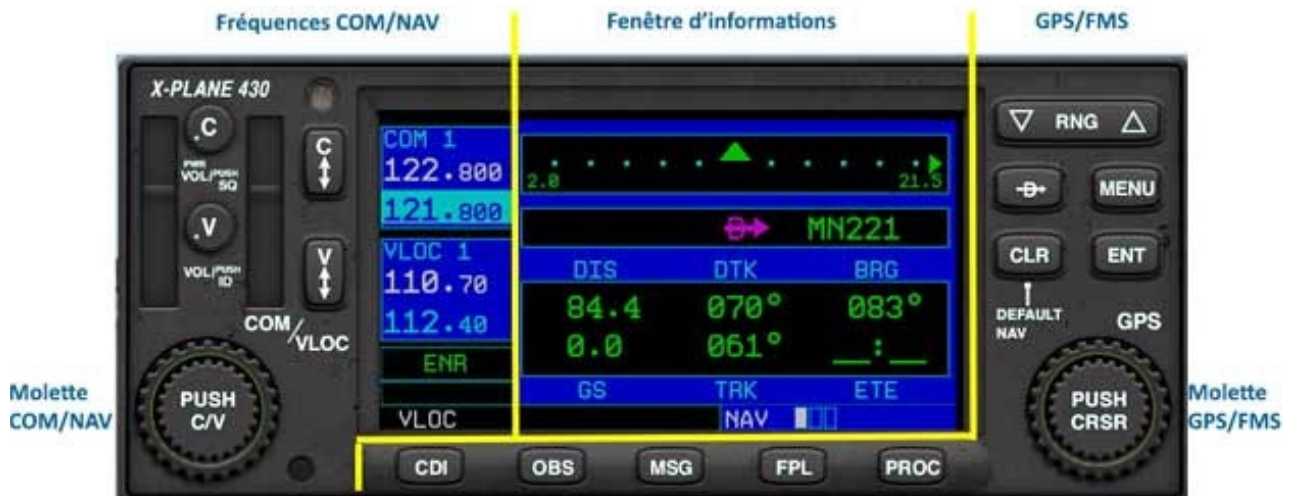 Fréquences COM/NAV
Fenêtre d'informations
GPS/FMS
X-PLANE 430
C
PWR
VOL/PUSH
SQ
C
V
VOL/PUSH
ID
V
COM/VLOC
Molette
COM/NAV
PUSH
C/V
COM 1
122.800
121.800
VLOC 1
110.70
112.40
ENR
VLOC
2.0
21.5
MN221
DIS DTK BRG
84.4 070° 083°
0.0 061° __:__
GS TRK ETE
NAV
RNG
MENU
CLR
ENT
DEFAULT
NAV
GPS
PUSH
CRSR
Molette
GPS/FMS
CDI
OBS
MSG
FPL
PROC